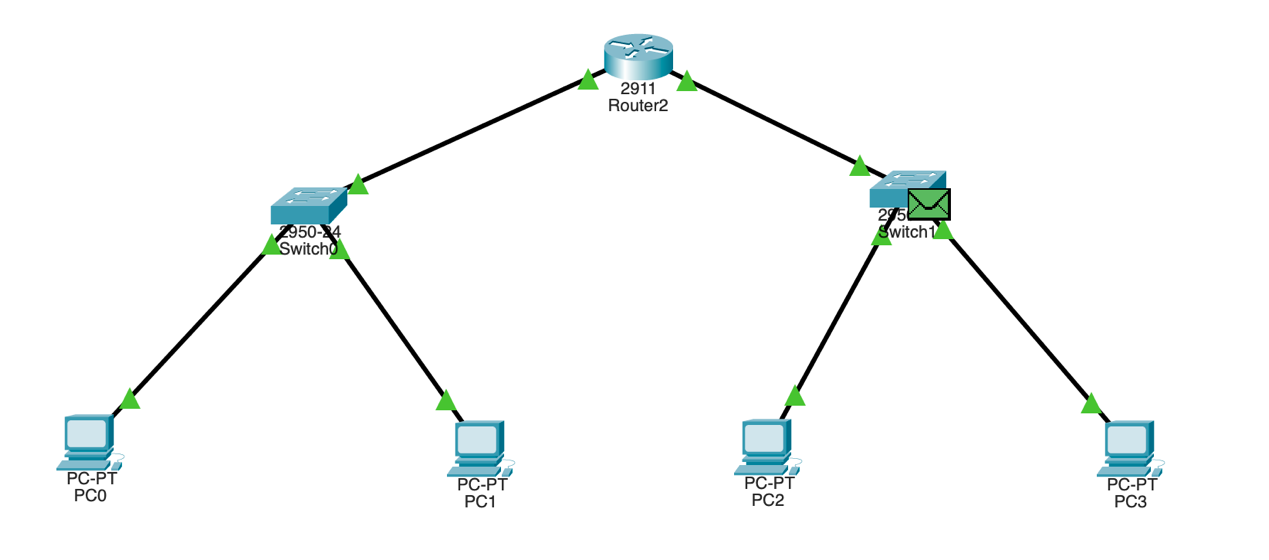 2911
Router2
2950-24
Switch0
Switch1
PC-PT
PC0
PC-PT
PC1
PC-PT
PC2
PC-PT
PC3